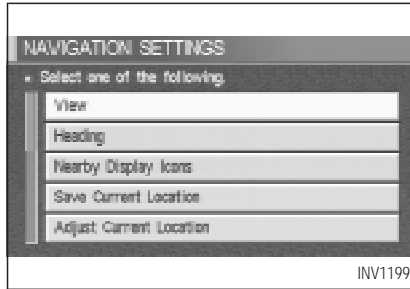 NAVIGATION SETTINGS
Select one of the following.
View
Heading
Nearby Display Icons
Save Current Location
Adjust Current Location
INV1199